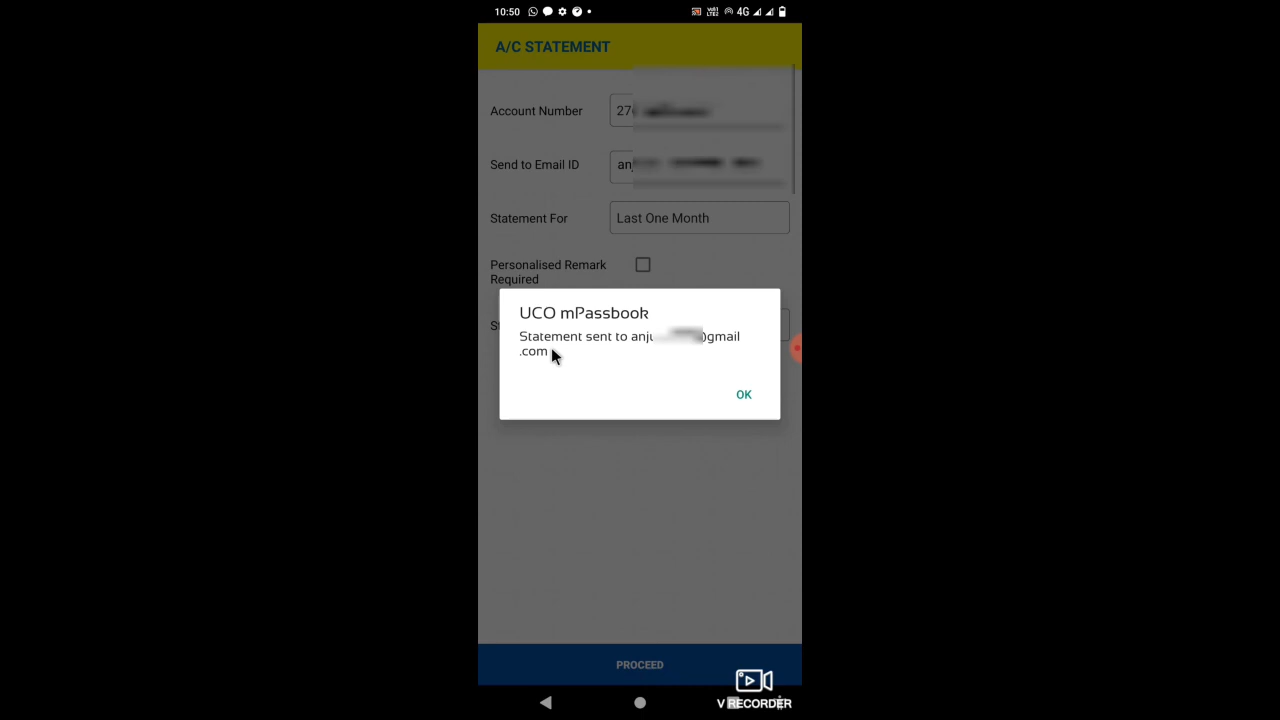 10:50
4G
A/C STATEMENT
Account Number
Send to Email ID
Statement For Last One Month
Personalised Remark
Required
UCO mPassbook
Statement sent to gmail
.com
OK
PROCEED
V RECORDER